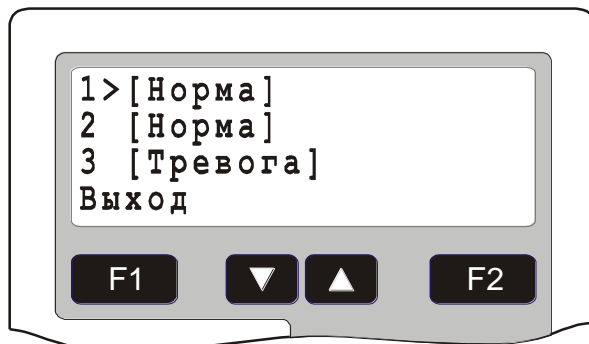 1>[Норма]
2 [Норма]
3 [Тревога]
Выход
F1 ▼ ▲ F2